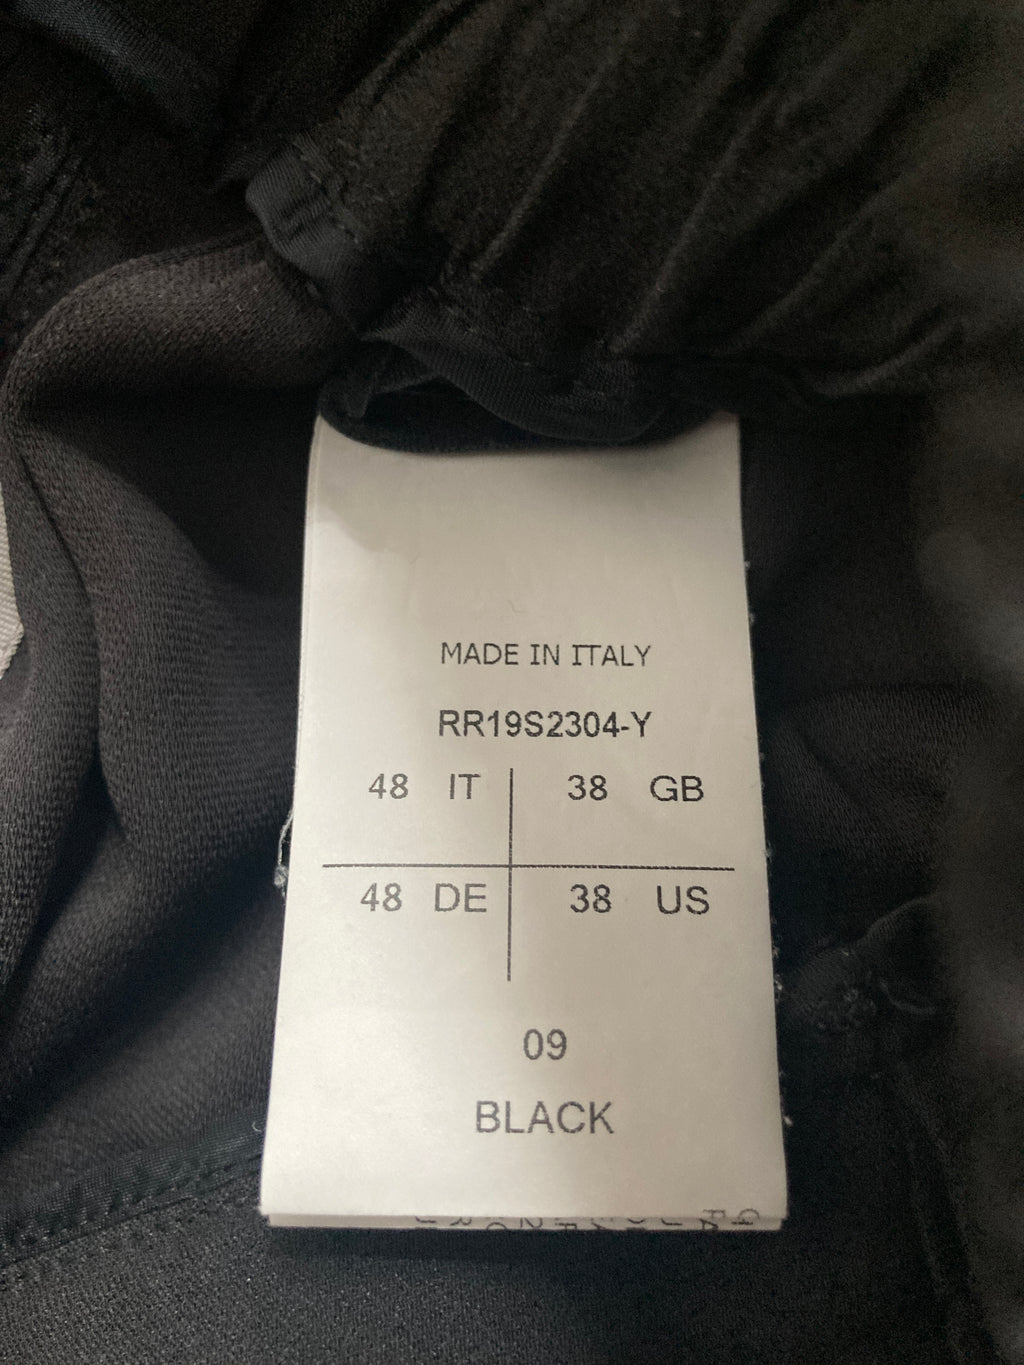 MADE IN ITALY
RR19S2304-Y
48 IT 38 GB
48 DE 38 US
09
BLACK